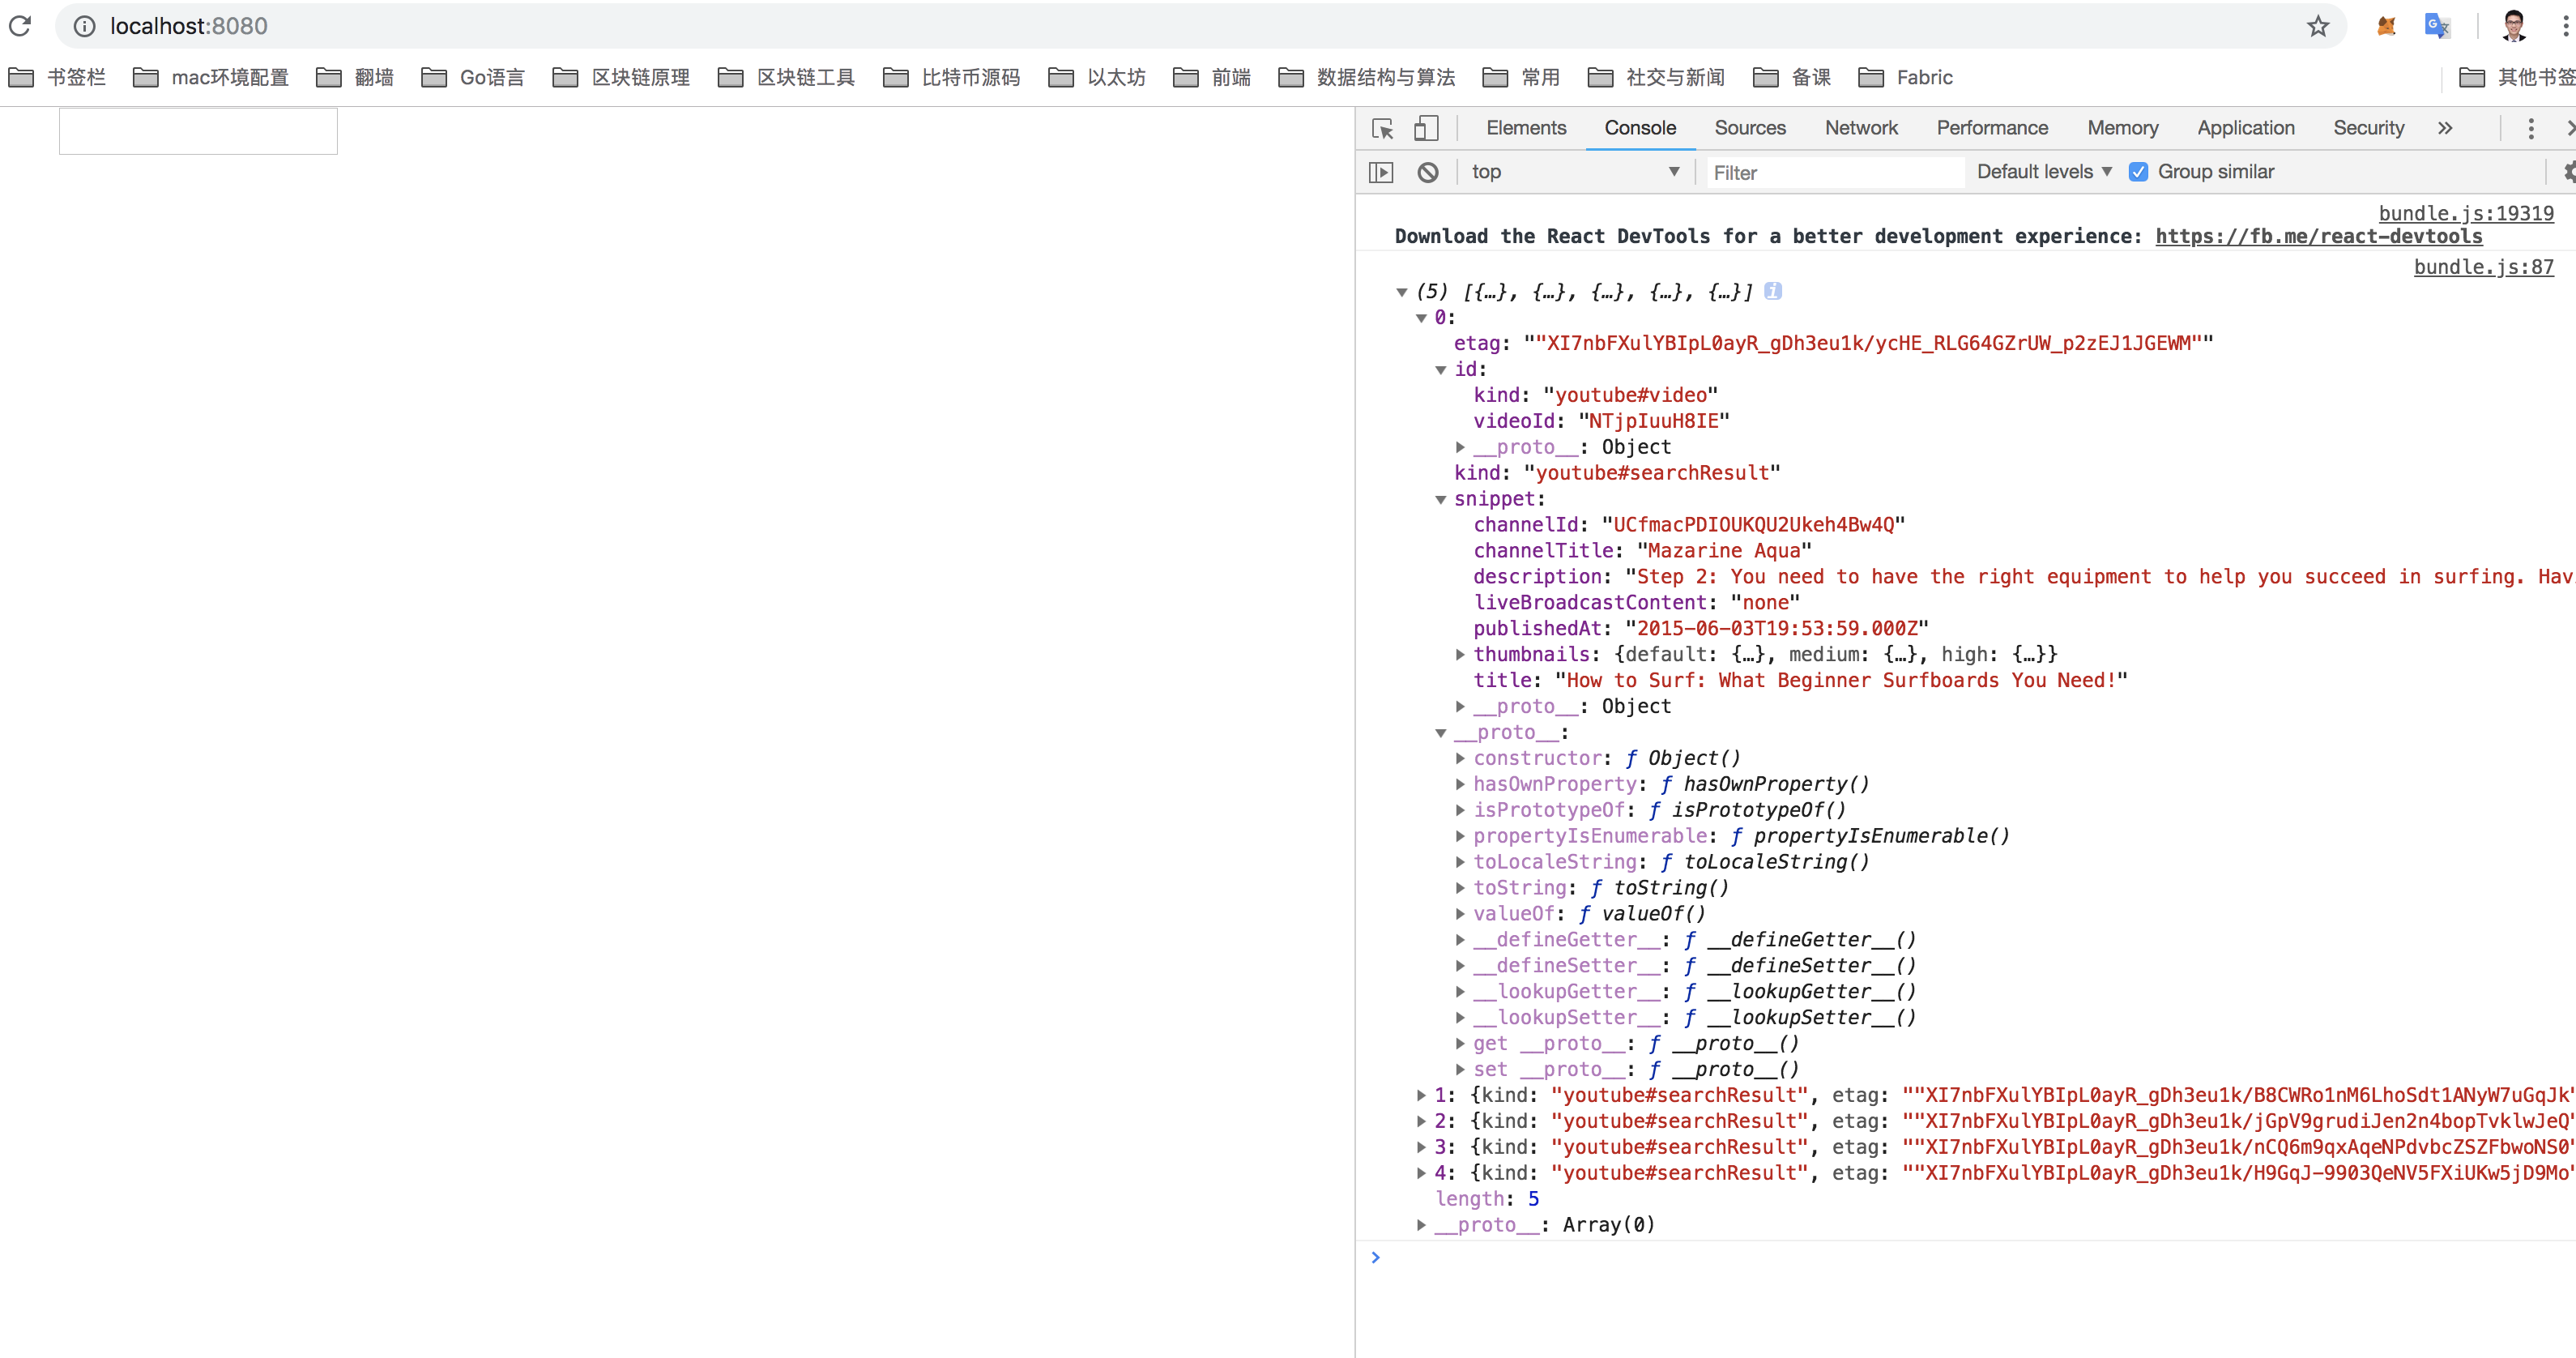 localhost:8080
书签栏 mac环境配置 翻墙 Go语言 区块链原理 区块链工具 比特币源码 以太坊 前端 数据结构与算法 常用 社交与新闻 备课 Fabric 其他书签
Elements Console Sources Network Performance Memory Application Security »
top Filter Default levels Group similar
bundle.js:19319
Download the React DevTools for a better development experience: https://fb.me/react-devtools
bundle.js:87
(5) [{…}, {…}, {…}, {…}, {…}] i
0:
etag: ""XI7nbFXulYBIpL0ayR_gDh3eu1k/ycHE_RLG64GZrUW_p2zEJ1JGEWM""
id:
kind: "youtube#video"
videoId: "NTjpIuuH8IE"
__proto__: Object
kind: "youtube#searchResult"
snippet:
channelId: "UCfmacPDIOUKQU2Ukeh4Bw4Q"
channelTitle: "Mazarine Aqua"
description: "Step 2: You need to have the right equipment to help you succeed in surfing. Hav
liveBroadcastContent: "none"
publishedAt: "2015-06-03T19:53:59.000Z"
thumbnails: {default: {…}, medium: {…}, high: {…}}
title: "How to Surf: What Beginner Surfboards You Need!"
__proto__: Object
__proto__:
constructor: ƒ Object()
hasOwnProperty: ƒ hasOwnProperty()
isPrototypeOf: ƒ isPrototypeOf()
propertyIsEnumerable: ƒ propertyIsEnumerable()
toLocaleString: ƒ toLocaleString()
toString: ƒ toString()
valueOf: ƒ valueOf()
__defineGetter__: ƒ __defineGetter__()
__defineSetter__: ƒ __defineSetter__()
__lookupGetter__: ƒ __lookupGetter__()
__lookupSetter__: ƒ __lookupSetter__()
get __proto__: ƒ __proto__()
set __proto__: ƒ __proto__()
1: {kind: "youtube#searchResult", etag: ""XI7nbFXulYBIpL0ayR_gDh3eu1k/B8CWRo1nM6LhoSdt1ANyW7uGqJk"
2: {kind: "youtube#searchResult", etag: ""XI7nbFXulYBIpL0ayR_gDh3eu1k/jGpV9grudiJen2n4bopTvklwJeQ"
3: {kind: "youtube#searchResult", etag: ""XI7nbFXulYBIpL0ayR_gDh3eu1k/nCQ6m9qxAqeNPdvbcZSZFbwoNS0"
4: {kind: "youtube#searchResult", etag: ""XI7nbFXulYBIpL0ayR_gDh3eu1k/H9GqJ-9903QeNV5FXiUKw5jD9Mo"
length: 5
__proto__: Array(0)